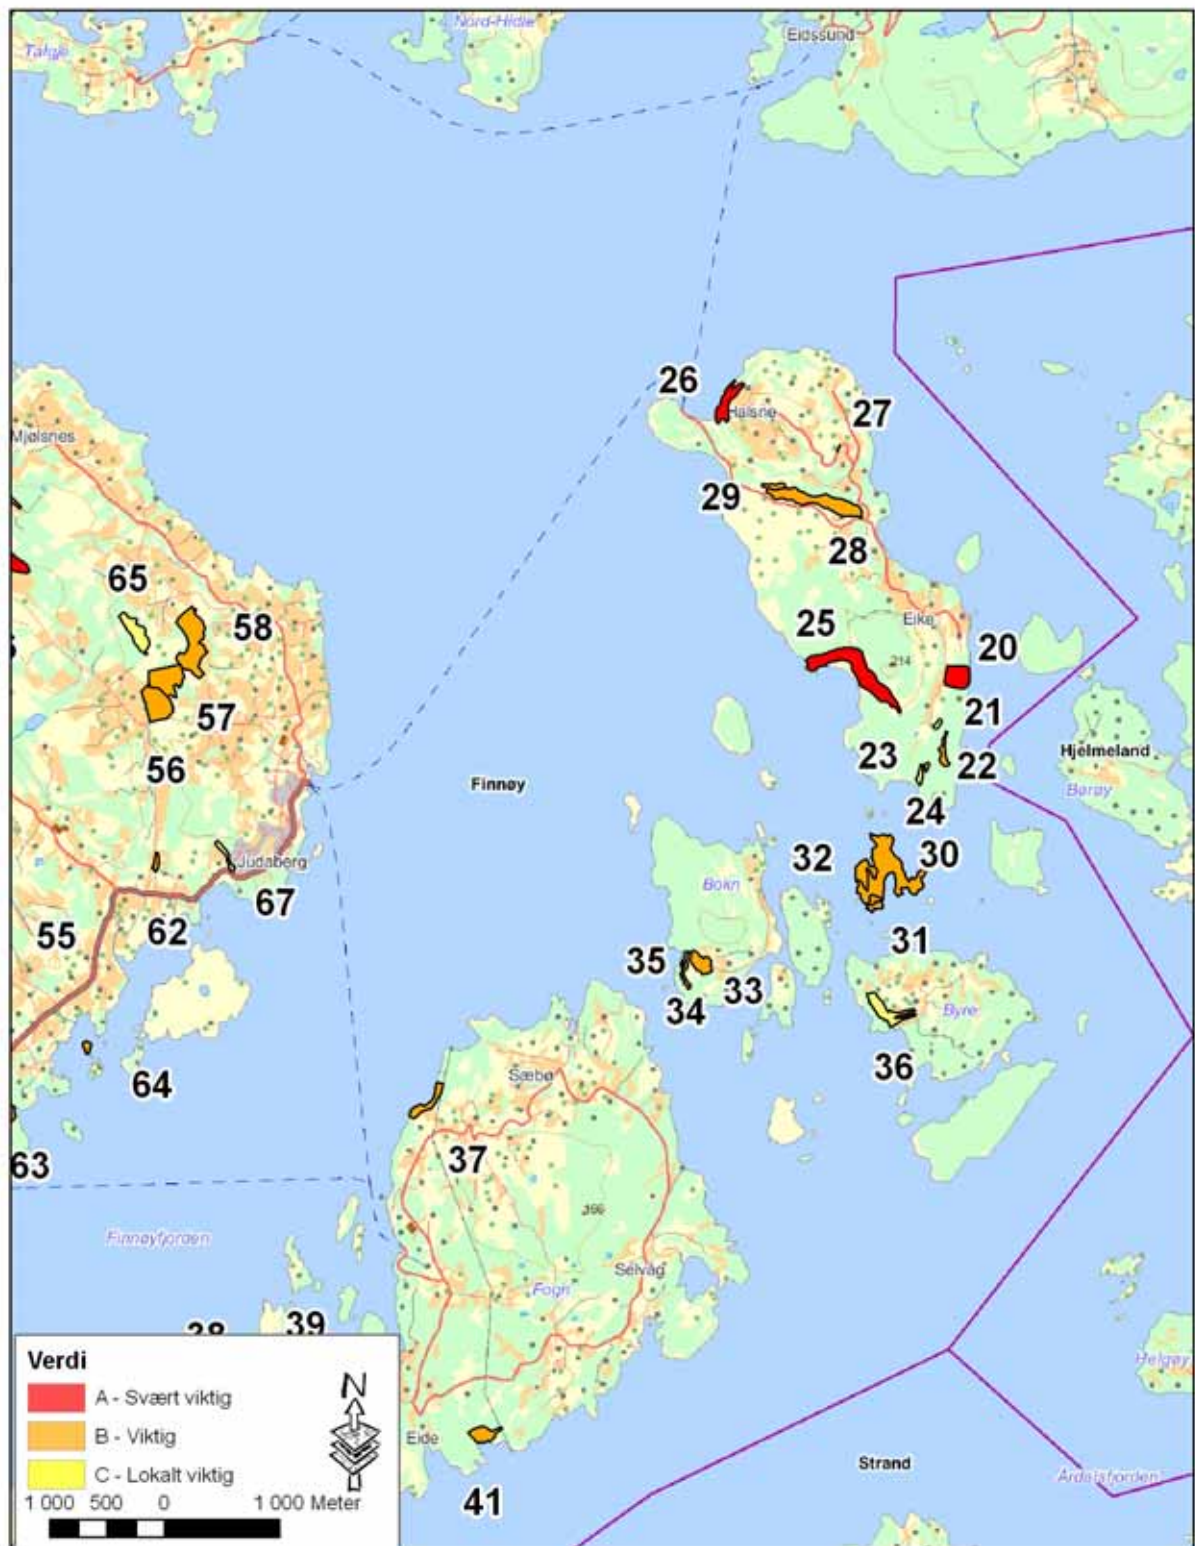 Talgje
Nord-Hidle
Eidssund
26
Halsne
27
Mjølsnes
29
28
65
58
25
Eike
20
214
57
21
56
23
22
Hjelmeland
Finnøy
Børøy
24
32
30
Judaberg
Bokn
67
55
62
31
35
33
34
Byre
64
36
Sæbø
37
63
Finnøyfjorden
Selvåg
Fogn
38
39
Verdi
N
A - Svært viktig
B - Viktig
C - Lokalt viktig
1 000 500 0 1 000 Meter
Helgøy
Eide
Strand
Årdalsfjorden
41